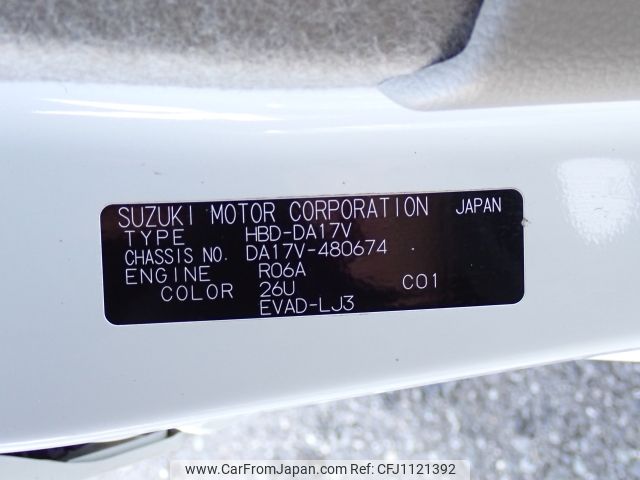 SUZUKI MOTOR CORPORATION JAPAN
TYPE HBD-DA17V
CHASSIS NO. DA17V-480674
ENGINE R06A
COLOR 26U C01
EVAD-LJ3
www.CarFromJapan.com / CFJ1121392